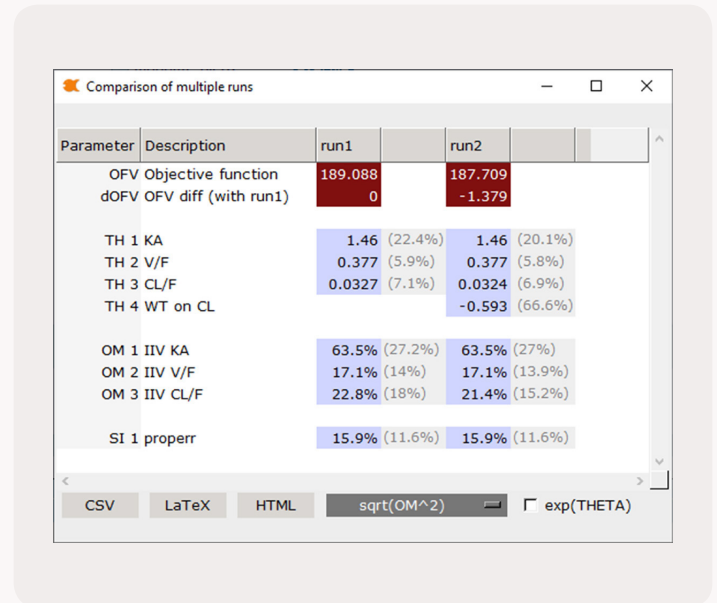 Comparison of multiple runs
Parameter Description run1 run2
OFV Objective function 189.088 187.709
dOFV OFV diff (with run1) 0 -1.379
TH 1 KA 1.46 (22.4%) 1.46 (20.1%)
TH 2 V/F 0.377 (5.9%) 0.377 (5.8%)
TH 3 CL/F 0.0327 (7.1%) 0.0324 (6.9%)
TH 4 WT on CL -0.593 (66.6%)
OM 1 IIV KA 63.5% (27.2%) 63.5% (27%)
OM 2 IIV V/F 17.1% (14%) 17.1% (13.9%)
OM 3 IIV CL/F 22.8% (18%) 21.4% (15.2%)
SI 1 properr 15.9% (11.6%) 15.9% (11.6%)
CSV LaTeX HTML sqrt(OM^2) exp(THETA)